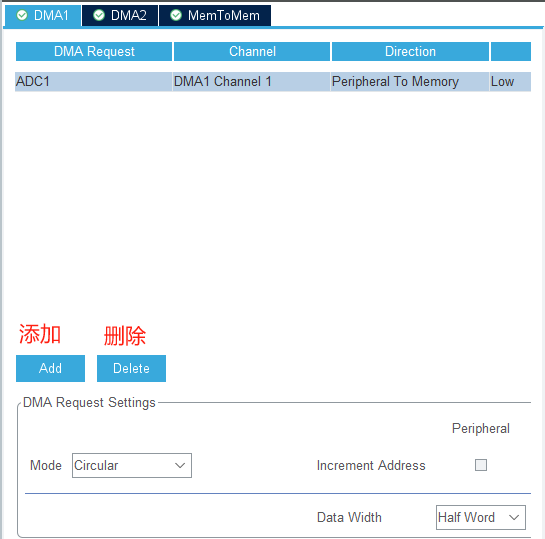 DMA1 DMA2 MemToMem
DMA Request Channel Direction
ADC1 DMA1 Channel 1 Peripheral To Memory Low
添加 删除
Add Delete
DMA Request Settings
Peripheral
Mode Circular Increment Address
Data Width Half Word